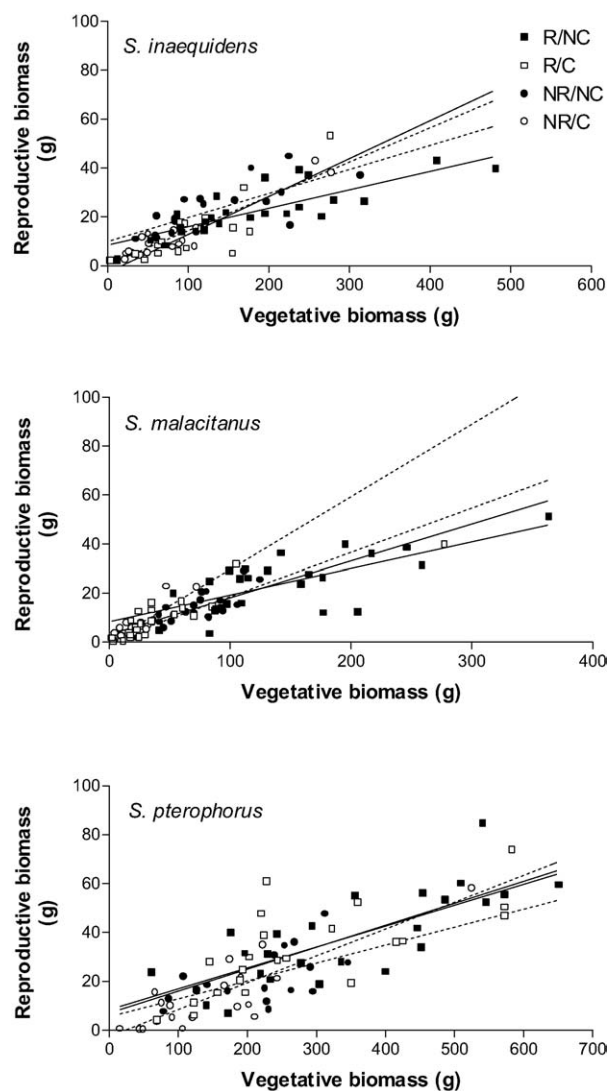 S. inaequidens
R/NC
R/C
NR/NC
NR/C
Reproductive biomass
(g)
100
80
60
40
20
0
0 100 200 300 400 500 600
Vegetative biomass (g)
S. malacitanus
Reproductive biomass
(g)
100
80
60
40
20
0
0 100 200 300 400
Vegetative biomass (g)
S. pterophorus
Reproductive biomass
(g)
100
80
60
40
20
0
0 100 200 300 400 500 600 700
Vegetative biomass (g)